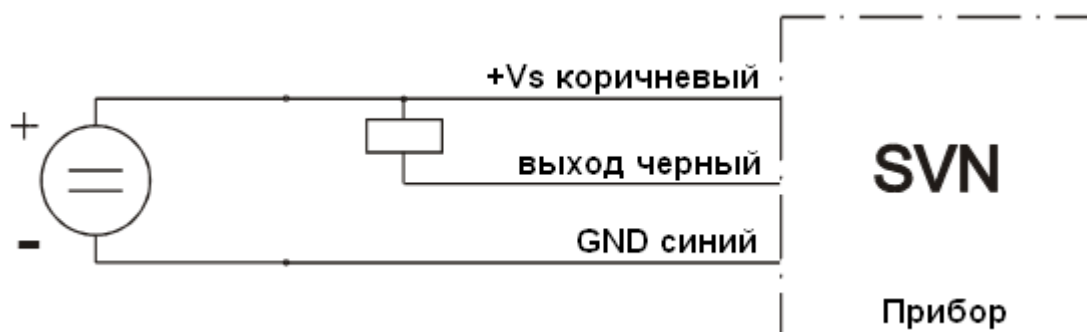 +Vs коричневый
+
выход черный
SVN
-
GND синий
Прибор